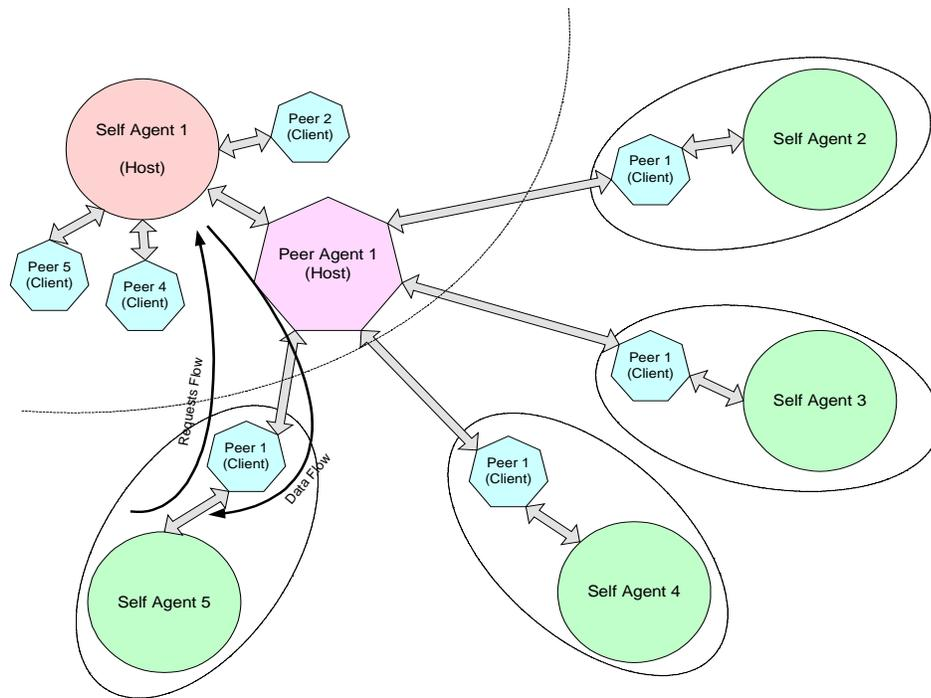 Self Agent 1
(Host)
Peer 2
(Client)
Peer 5
(Client)
Peer 4
(Client)
Peer Agent 1
(Host)
Peer 1
(Client)
Self Agent 2
Peer 1
(Client)
Self Agent 3
Requests Flow
Peer 1
(Client)
Data Flow
Self Agent 5
Peer 1
(Client)
Self Agent 4